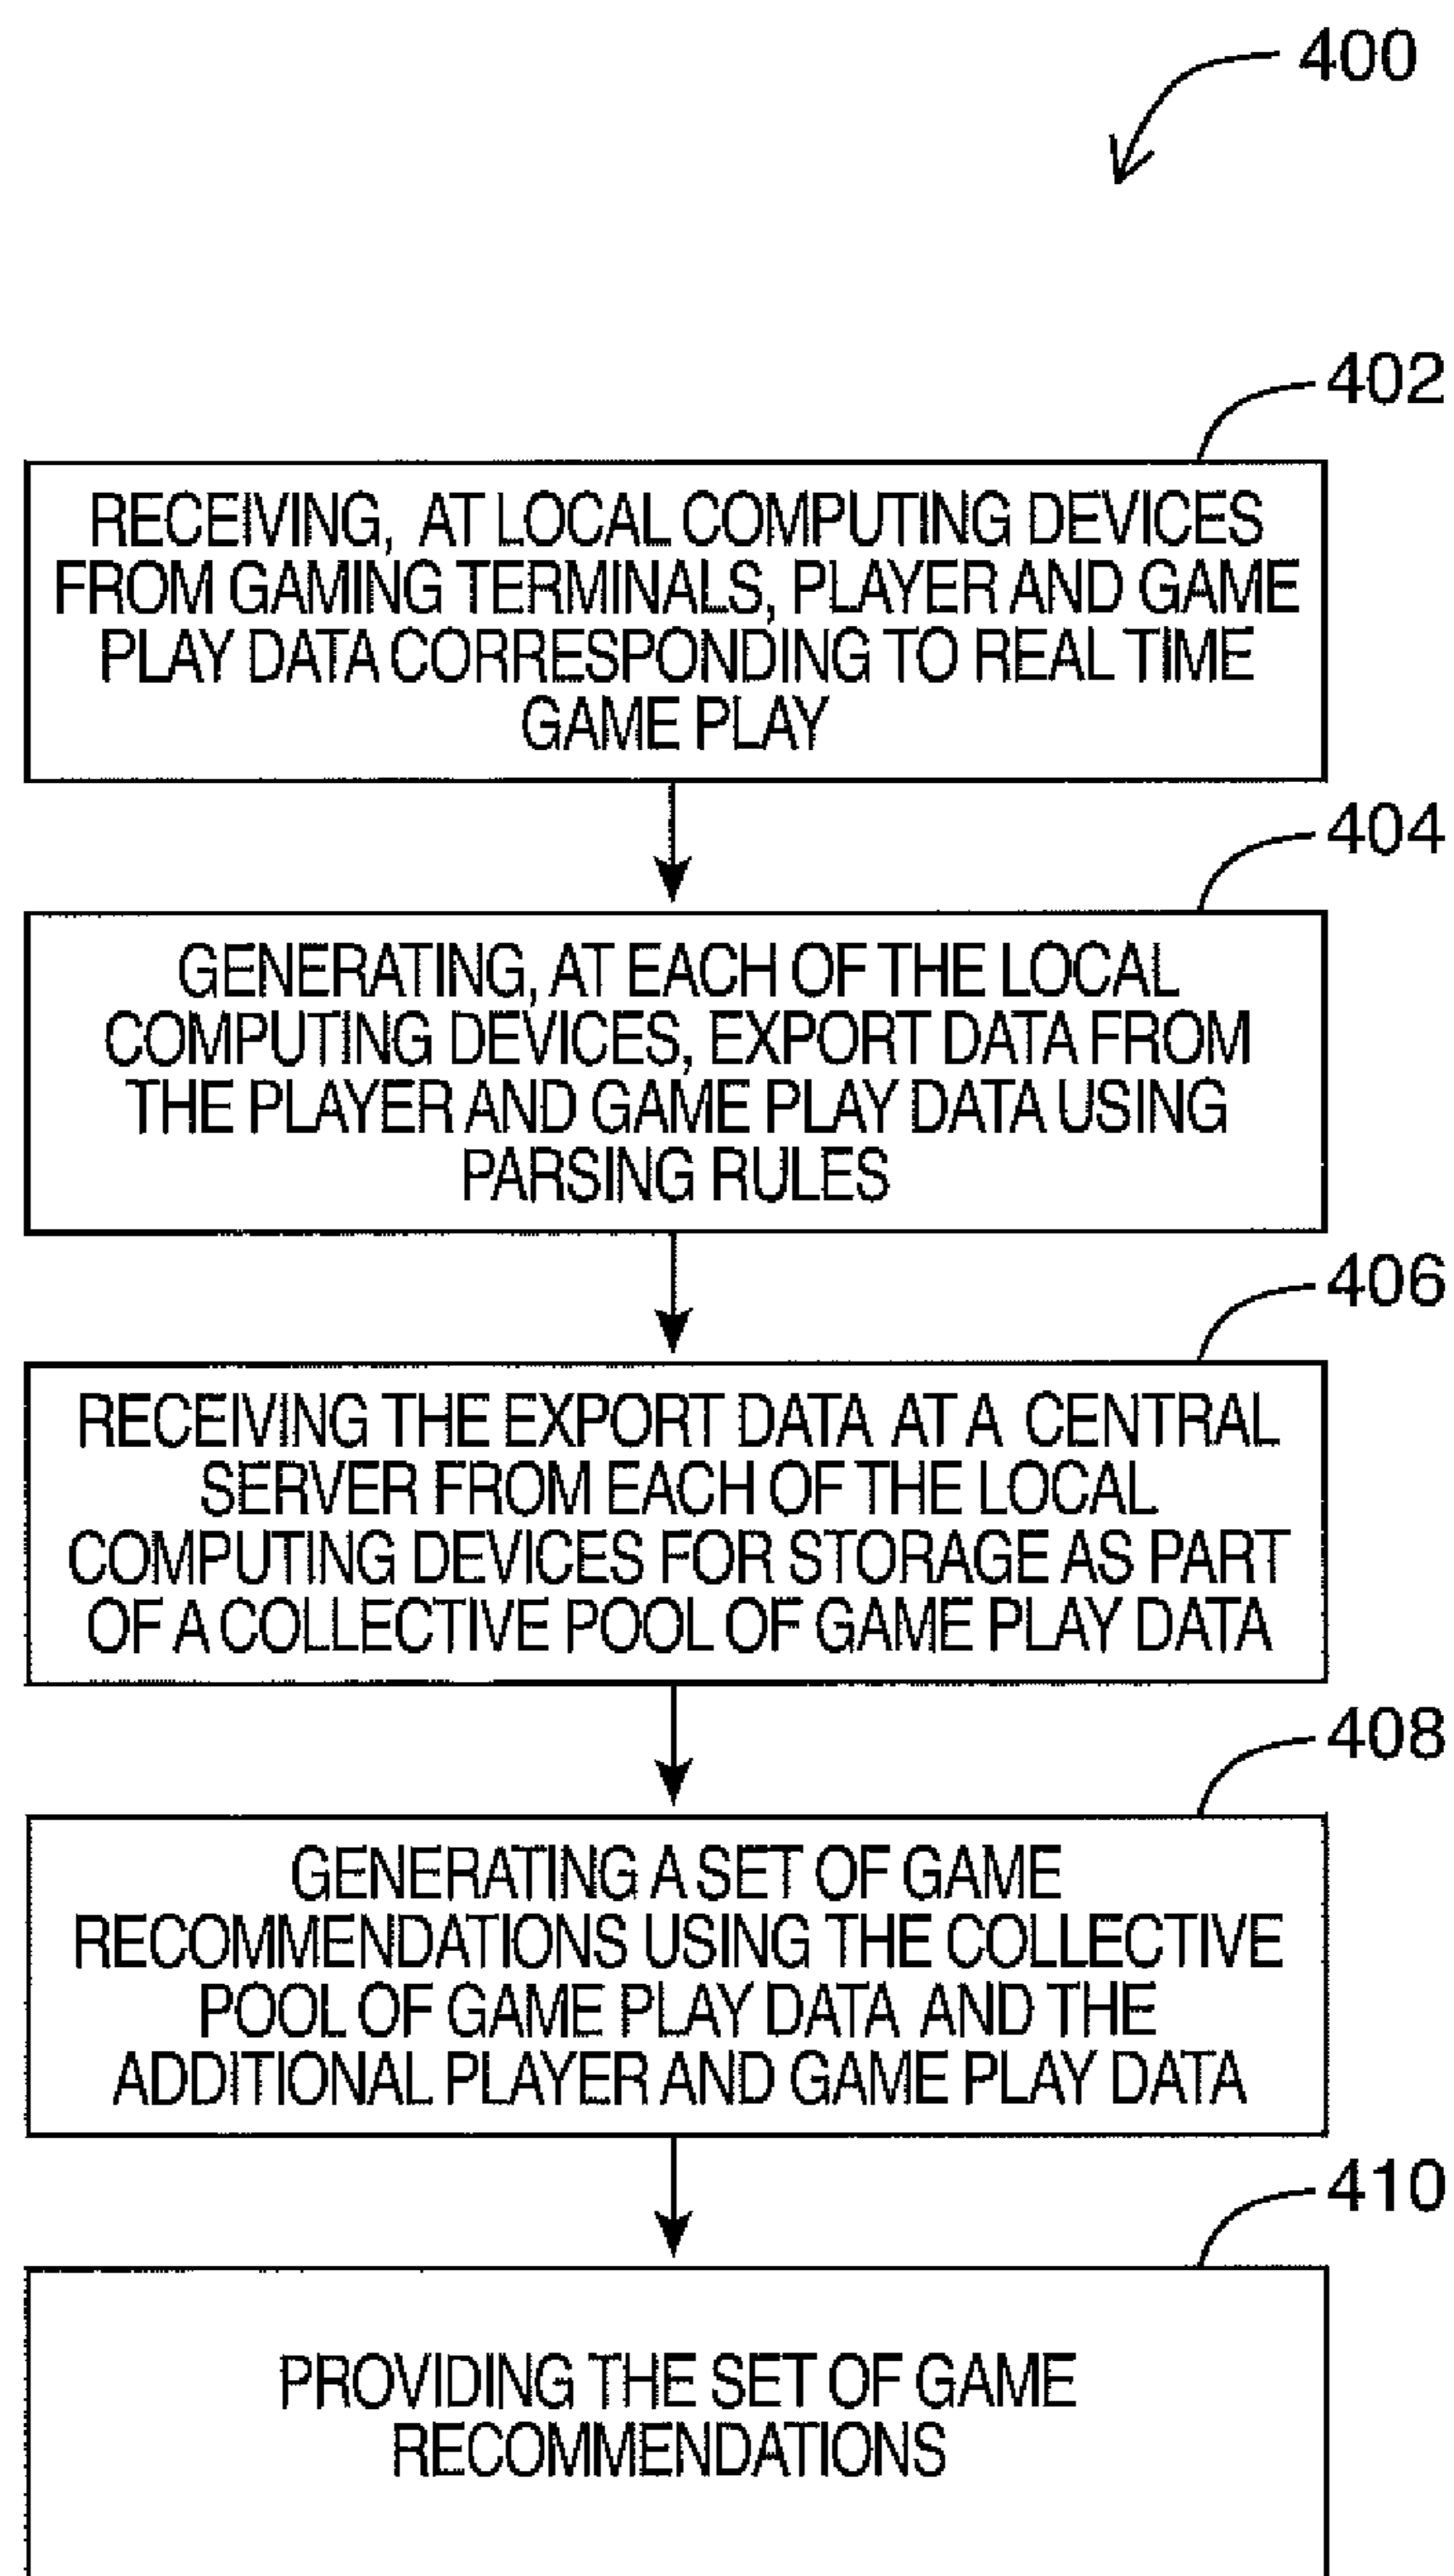 400
402
RECEIVING, AT LOCAL COMPUTING DEVICES
FROM GAMING TERMINALS, PLAYER AND GAME
PLAY DATA CORRESPONDING TO REAL TIME
GAME PLAY
404
GENERATING, AT EACH OF THE LOCAL
COMPUTING DEVICES, EXPORT DATA FROM
THE PLAYER AND GAME PLAY DATA USING
PARSING RULES
406
RECEIVING THE EXPORT DATA AT A CENTRAL
SERVER FROM EACH OF THE LOCAL
COMPUTING DEVICES FOR STORAGE AS PART
OF A COLLECTIVE POOL OF GAME PLAY DATA
408
GENERATING A SET OF GAME
RECOMMENDATIONS USING THE COLLECTIVE
POOL OF GAME PLAY DATA AND THE
ADDITIONAL PLAYER AND GAME PLAY DATA
410
PROVIDING THE SET OF GAME
RECOMMENDATIONS